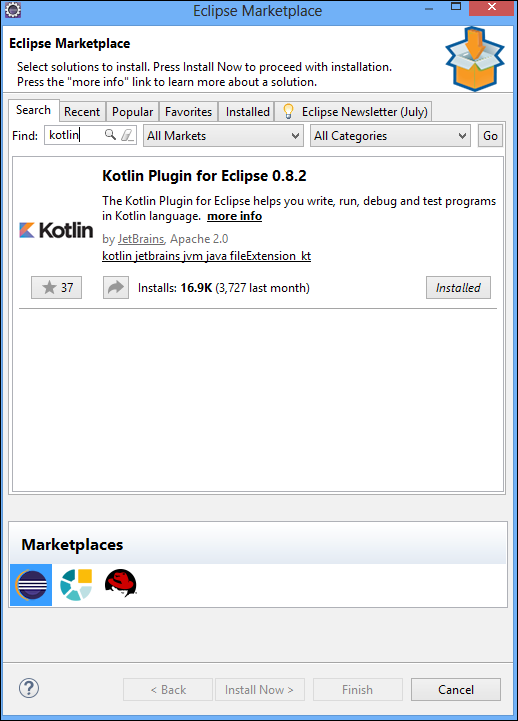 Eclipse Marketplace
Eclipse Marketplace
Select solutions to install. Press Install Now to proceed with installation.
Press the "more info" link to learn more about a solution.
Search Recent Popular Favorites Installed Eclipse Newsletter (July)
Find: kotlin All Markets All Categories Go
Kotlin Plugin for Eclipse 0.8.2
The Kotlin Plugin for Eclipse helps you write, run, debug and test programs
in Kotlin language. more info
Kotlin
by JetBrains, Apache 2.0
kotlin jetbrains jvm java fileExtension_kt
37 Installs: 16.9K (3,727 last month) Installed
Marketplaces
? < Back Install Now > Finish Cancel